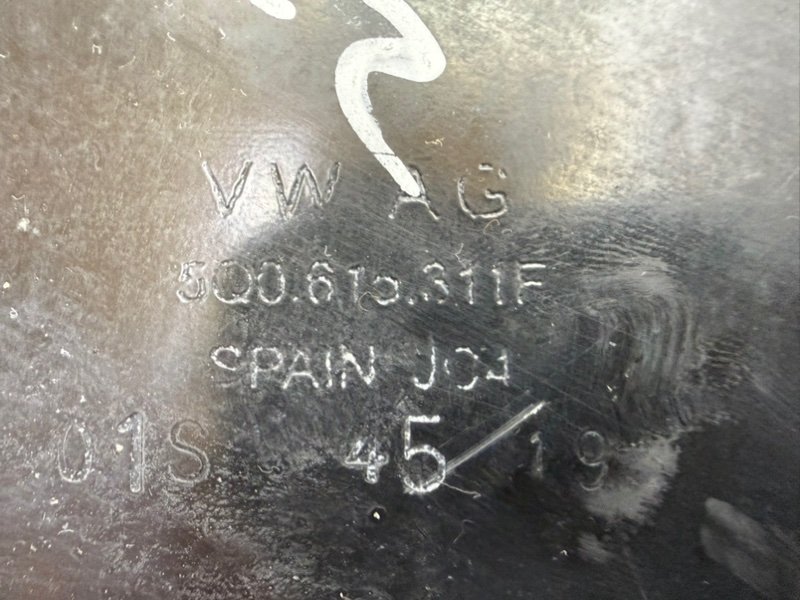 VW AG
5Q0.615.311F
SPAIN JC4
01S 45/19